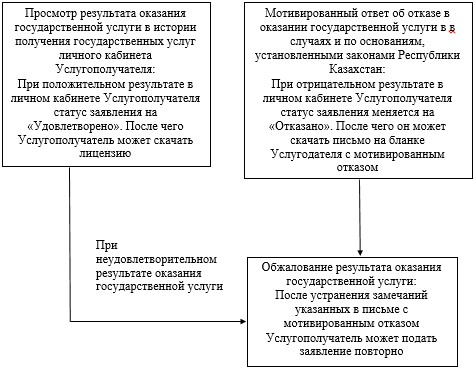 Просмотр результата оказания
государственной услуги в истории
получения государственных услуг
личного кабинета
Услугополучателя:
При положительном результате в
личном кабинете Услугополучателя
статус заявления на
«Удовлетворено». После чего
Услугополучатель может скачать
лицензию
Мотивированный ответ об отказе в
оказании государственной услуги в в
случаях и по основаниям,
установленными законами Республики
Казахстан:
При отрицательном результате в
личном кабинете Услугополучателя
статус заявления меняется на
«Отказано». После чего он может
скачать письмо на бланке
Услугодателя с мотивированным
отказом
При
неудовлетворительном
результате оказания
государственной услуги
Обжалование результата оказания
государственной услуги:
После устранения замечаний
указанных в письме с
мотивированным отказом
Услугополучатель может подать
заявление повторно